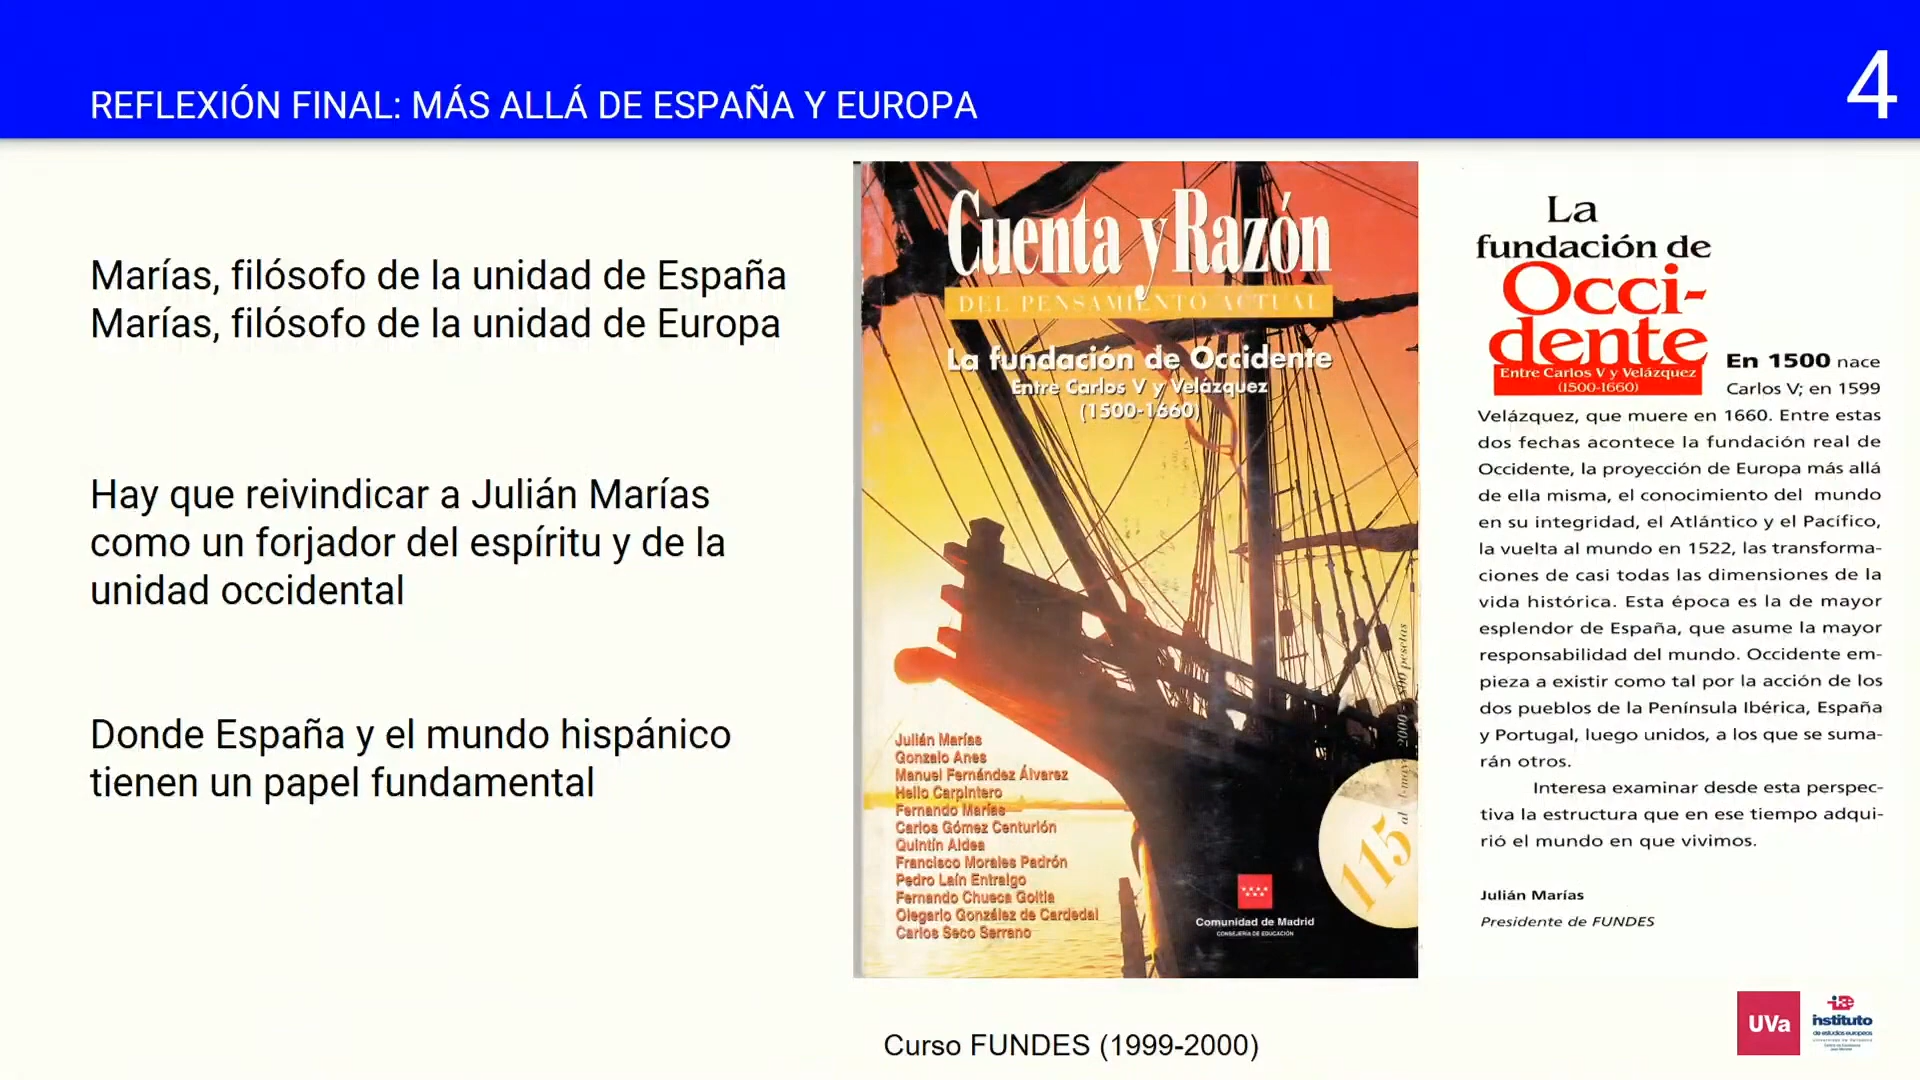 REFLEXIÓN FINAL: MÁS ALLÁ DE ESPAÑA Y EUROPA
4
Marías, filósofo de la unidad de España
Marías, filósofo de la unidad de Europa
Hay que reivindicar a Julián Marías
como un forjador del espíritu y de la
unidad occidental
Donde España y el mundo hispánico
tienen un papel fundamental
Cuenta y Razón
DEL PENSAMIENTO ACTUAL
La fundación de Occidente
Entre Carlos V y Velázquez
(1500-1660)
Julián Marías
Gonzalo Anes
Manuel Fernández Álvarez
Helio Carpintero
Fernando Marías
Carlos Gómez Centurión
Quintín Aldea
Francisco Morales Padrón
Pedro Laín Entralgo
Fernando Chueca Goitia
Olegario González de Cardedal
Carlos Seco Serrano
115
Comunidad de Madrid
CONSEJERÍA DE EDUCACIÓN
Curso FUNDES (1999-2000)
La
fundación de
Occi-
dente
Entre Carlos V y Velázquez
(1500-1660)
En 1500 nace
Carlos V; en 1599
Velázquez, que muere en 1660. Entre estas
dos fechas acontece la fundación real de
Occidente, la proyección de Europa más allá
de ella misma, el conocimiento del mundo
en su integridad, el Atlántico y el Pacífico,
la vuelta al mundo en 1522, las transforma-
ciones de casi todas las dimensiones de la
vida histórica. Esta época es la de mayor
esplendor de España, que asume la mayor
responsabilidad del mundo. Occidente em-
pieza a existir como tal por la acción de los
dos pueblos de la Península Ibérica, España
y Portugal, luego unidos, a los que se suma-
rán otros.
Interesa examinar desde esta perspec-
tiva la estructura que en ese tiempo adqui-
rió el mundo en que vivimos.
Julián Marías
Presidente de FUNDES
UVa
instituto
de estudios europeos